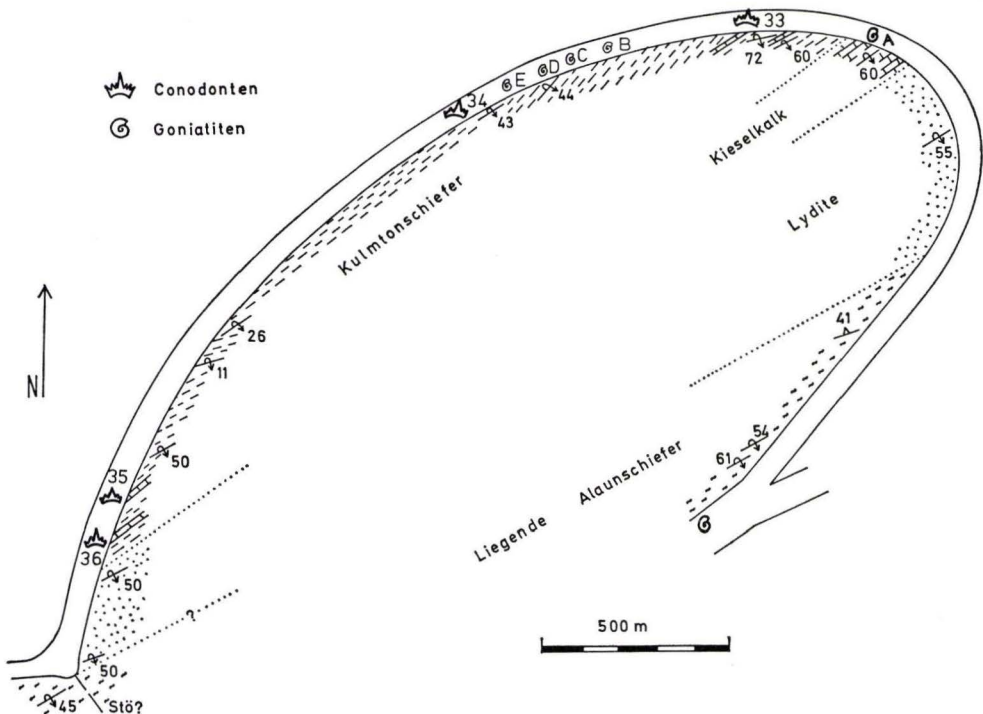 Conodonten
Goniatiten
33
A
B
C
D
E
72
60
60
34
44
43
55
Kieselkalk
Kulmtonschiefer
Lydite
N
26
11
41
50
35
54
61
Liegende Alaunschiefer
36
50
?
500 m
50
45
Stö?